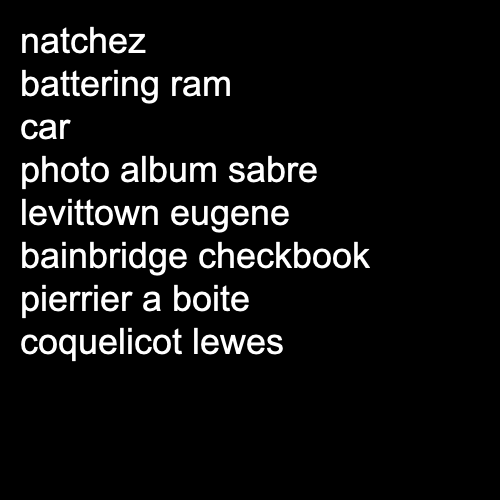 natchez
battering ram
car
photo album sabre
levittown eugene
bainbridge checkbook
pierrier a boite
coquelicot lewes